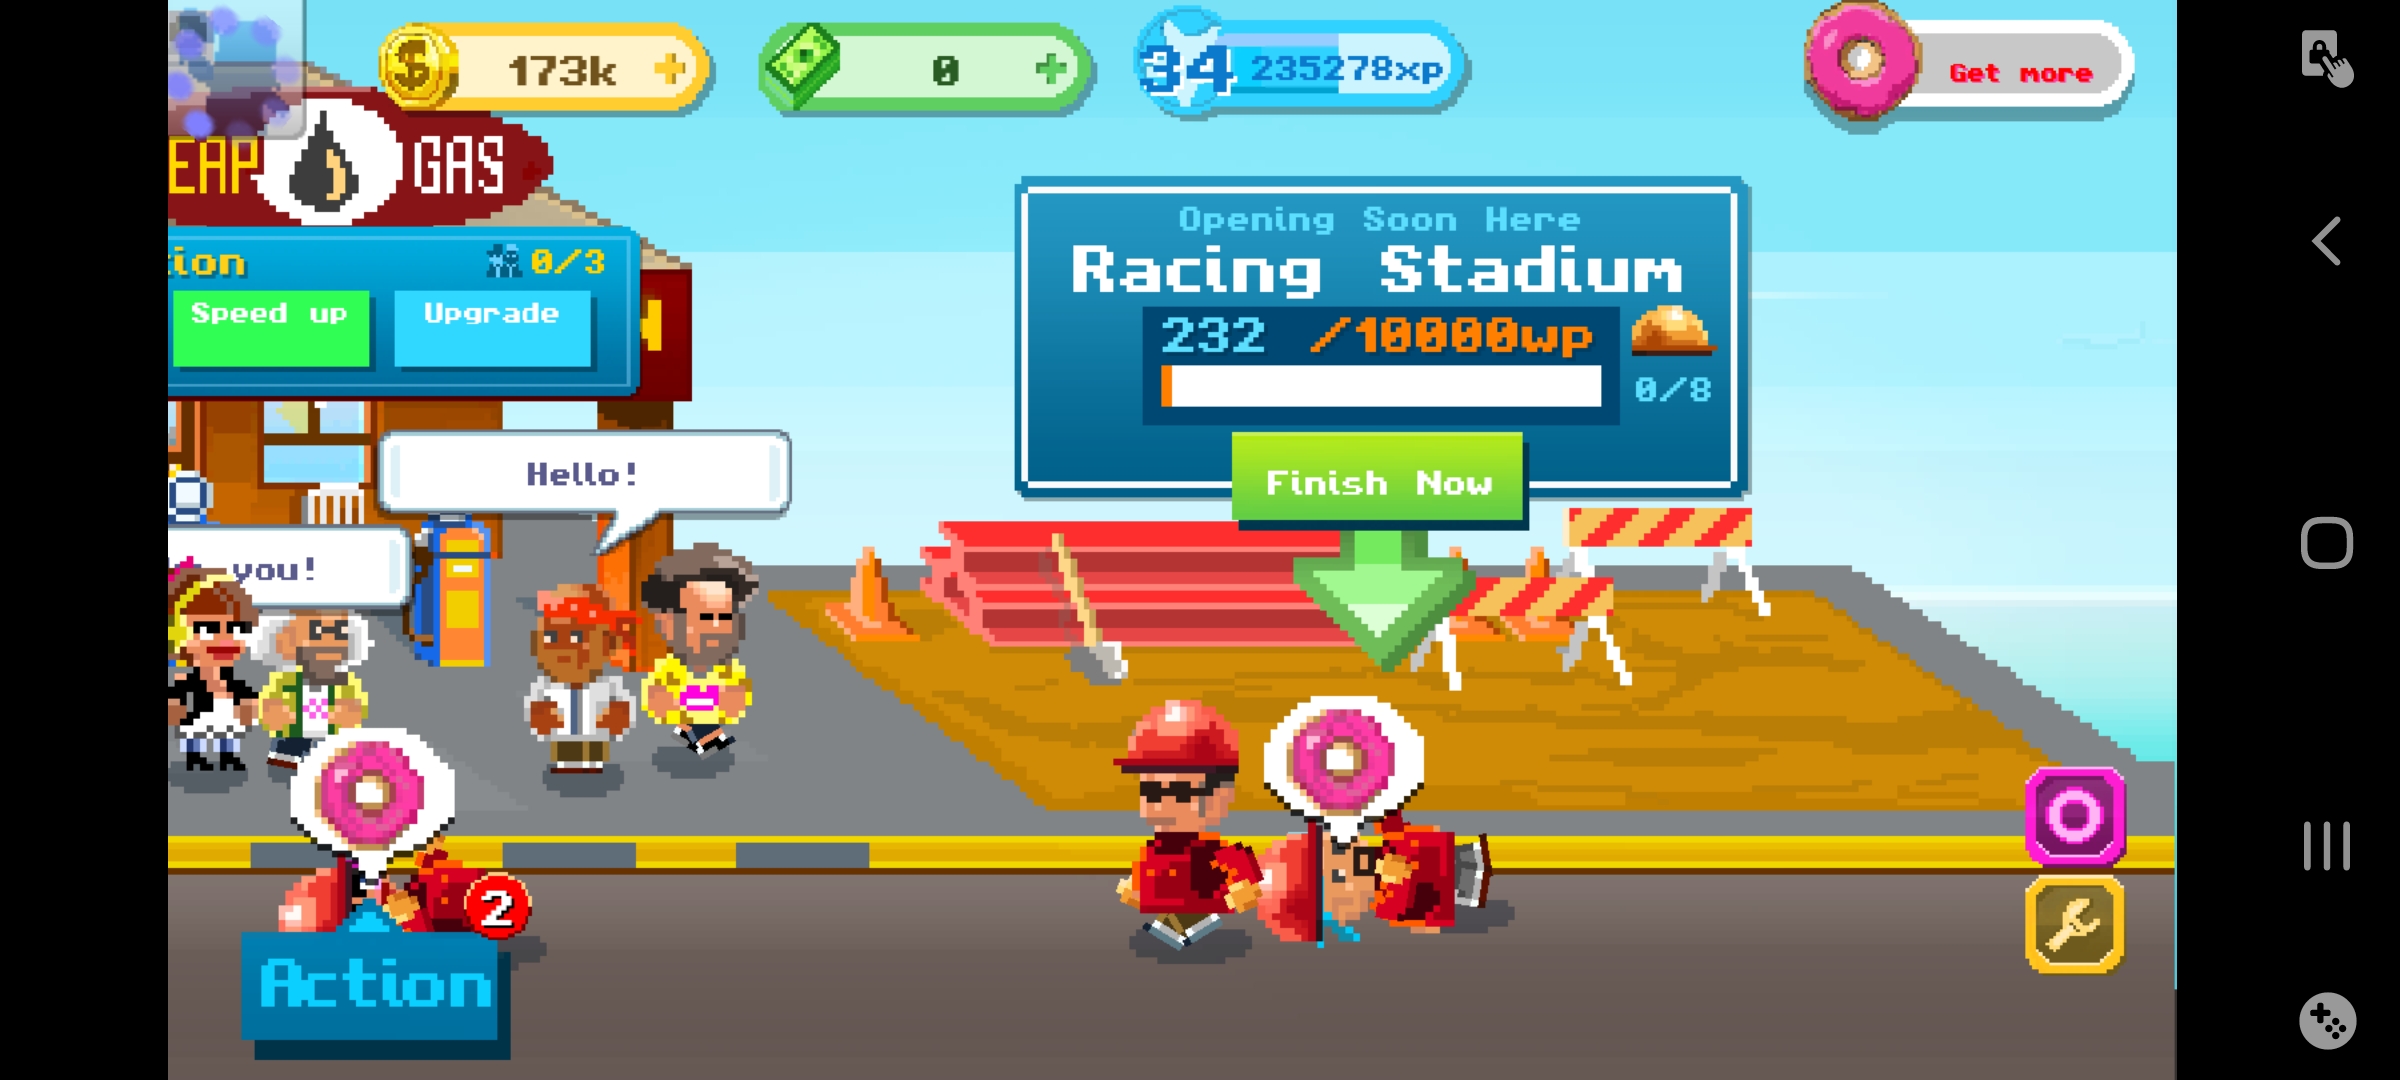 173k
0
34 235278xp
Get more
EAP GAS
tion 0/3
Speed up Upgrade
Opening Soon Here
Racing Stadium
232 /10000wp
0/8
Finish Now
Hello!
you!
2
Action